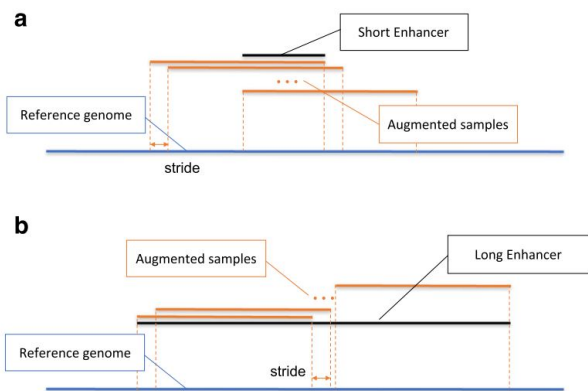 a
Short Enhancer
Reference genome
Augmented samples
stride
b
Augmented samples
Long Enhancer
Reference genome
stride